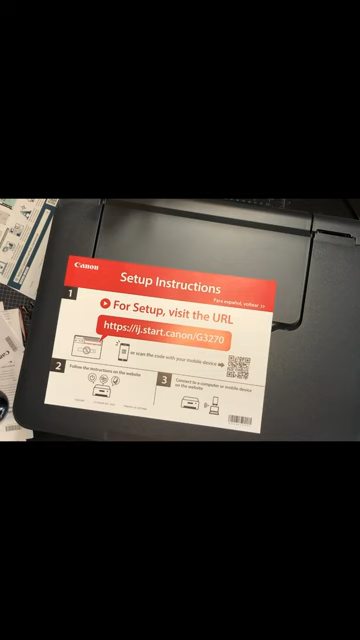 Canon
Setup Instructions
Para español, voltear >>
1
For Setup, visit the URL
https://ij.start.canon/G3270
or scan the code with your mobile device
2
Follow the instructions on the website
3
Connect to a computer or mobile device
on the website